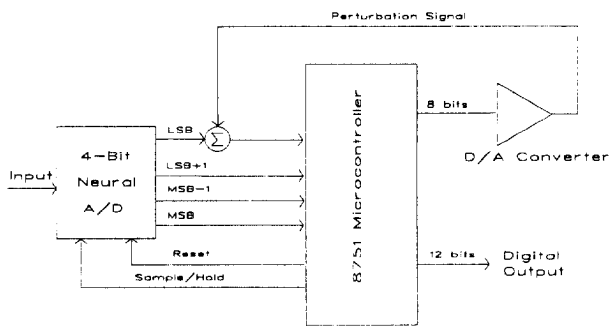 Perturbation Signal
LSB
Σ
8 bits
4-Bit
Neural
A/D
Input
LSB+1
MSB-1
MSB
8751 Microcontroller
D/A Converter
Reset
Sample/Hold
12 bits
Digital
Output